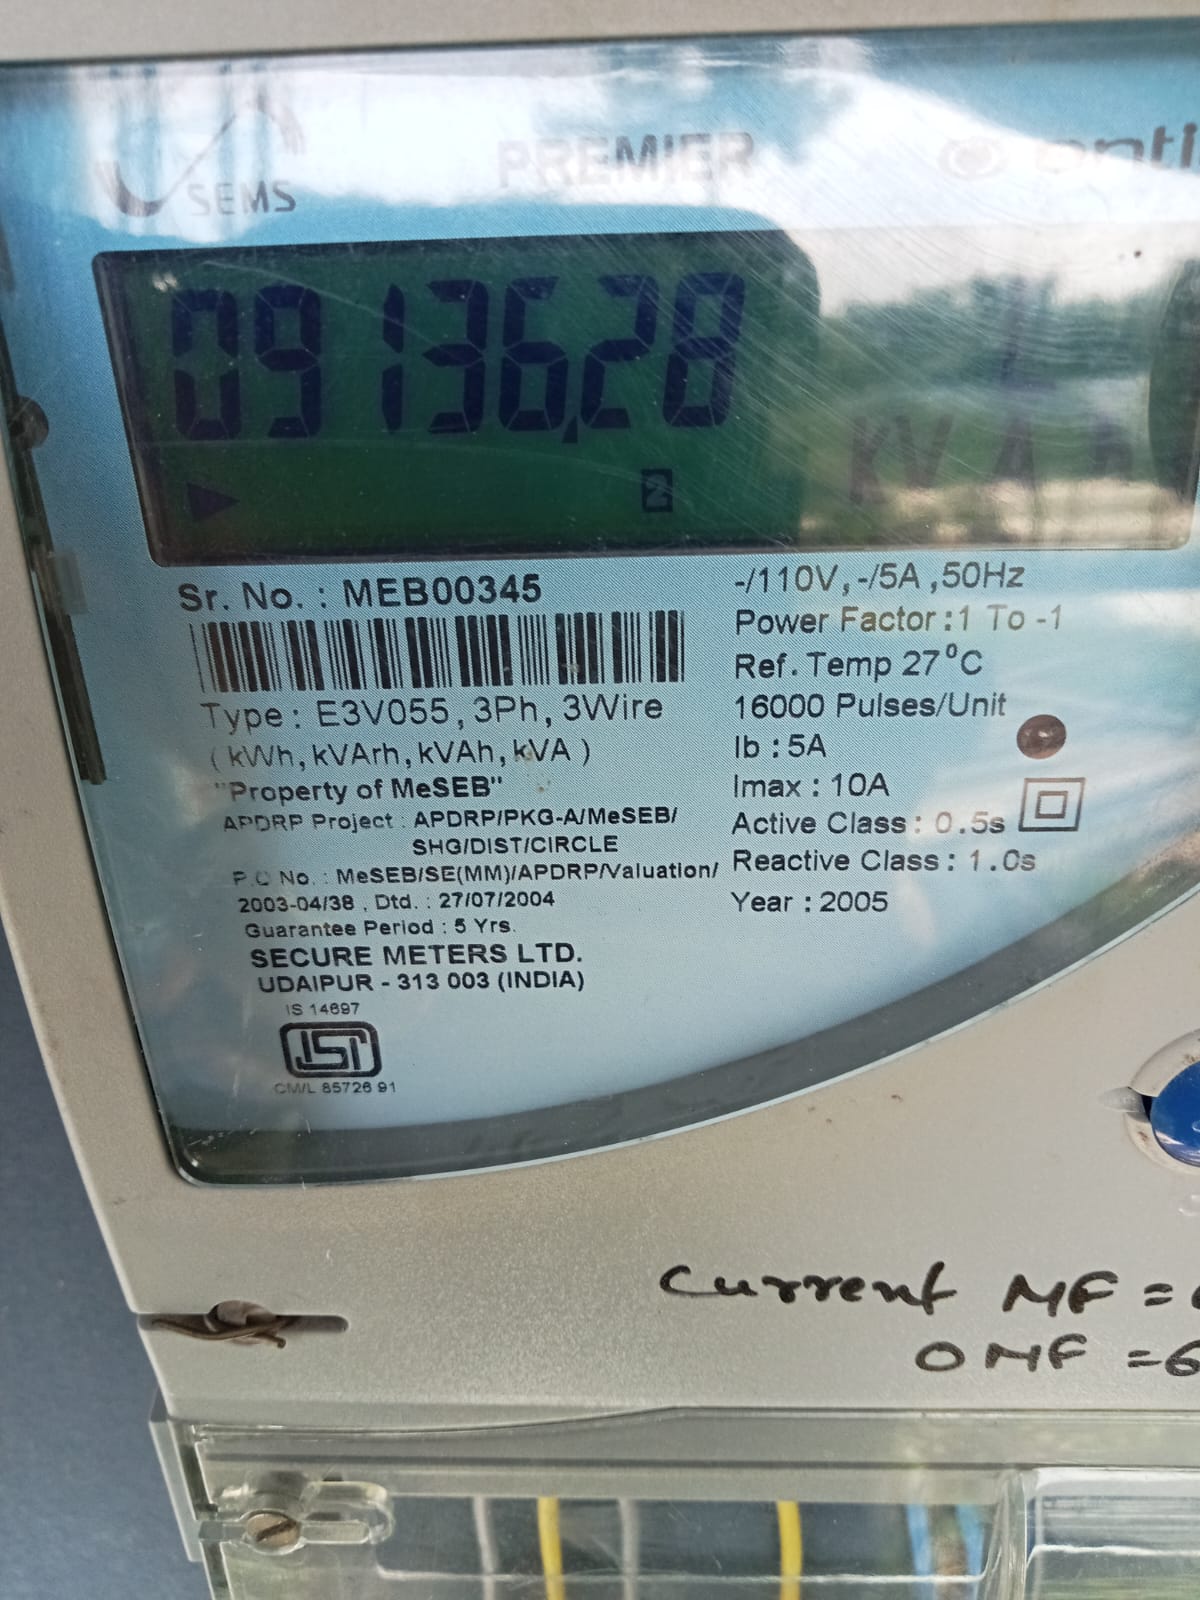 SEMS
PREMIER
09136.28
kVAh
2
Sr. No. : MEB00345
Type : E3V055, 3Ph, 3Wire
( kWh, kVArh, kVAh, kVA )
"Property of MeSEB"
APDRP Project : APDRP/PKG-A/MeSEB/
SHG/DIST/CIRCLE
P.O No. : MeSEB/SE(MM)/APDRP/Valuation/
2003-04/38 , Dtd. : 27/07/2004
Guarantee Period : 5 Yrs.
SECURE METERS LTD.
UDAIPUR - 313 003 (INDIA)
IS 14697
ISI
CM/L 85726 91
-/110V, -/5A ,50Hz
Power Factor :1 To -1
Ref. Temp 27°C
16000 Pulses/Unit
Ib : 5A
Imax : 10A
Active Class : 0.5s
Reactive Class : 1.0s
Year : 2005
Current MF =
OMF =6